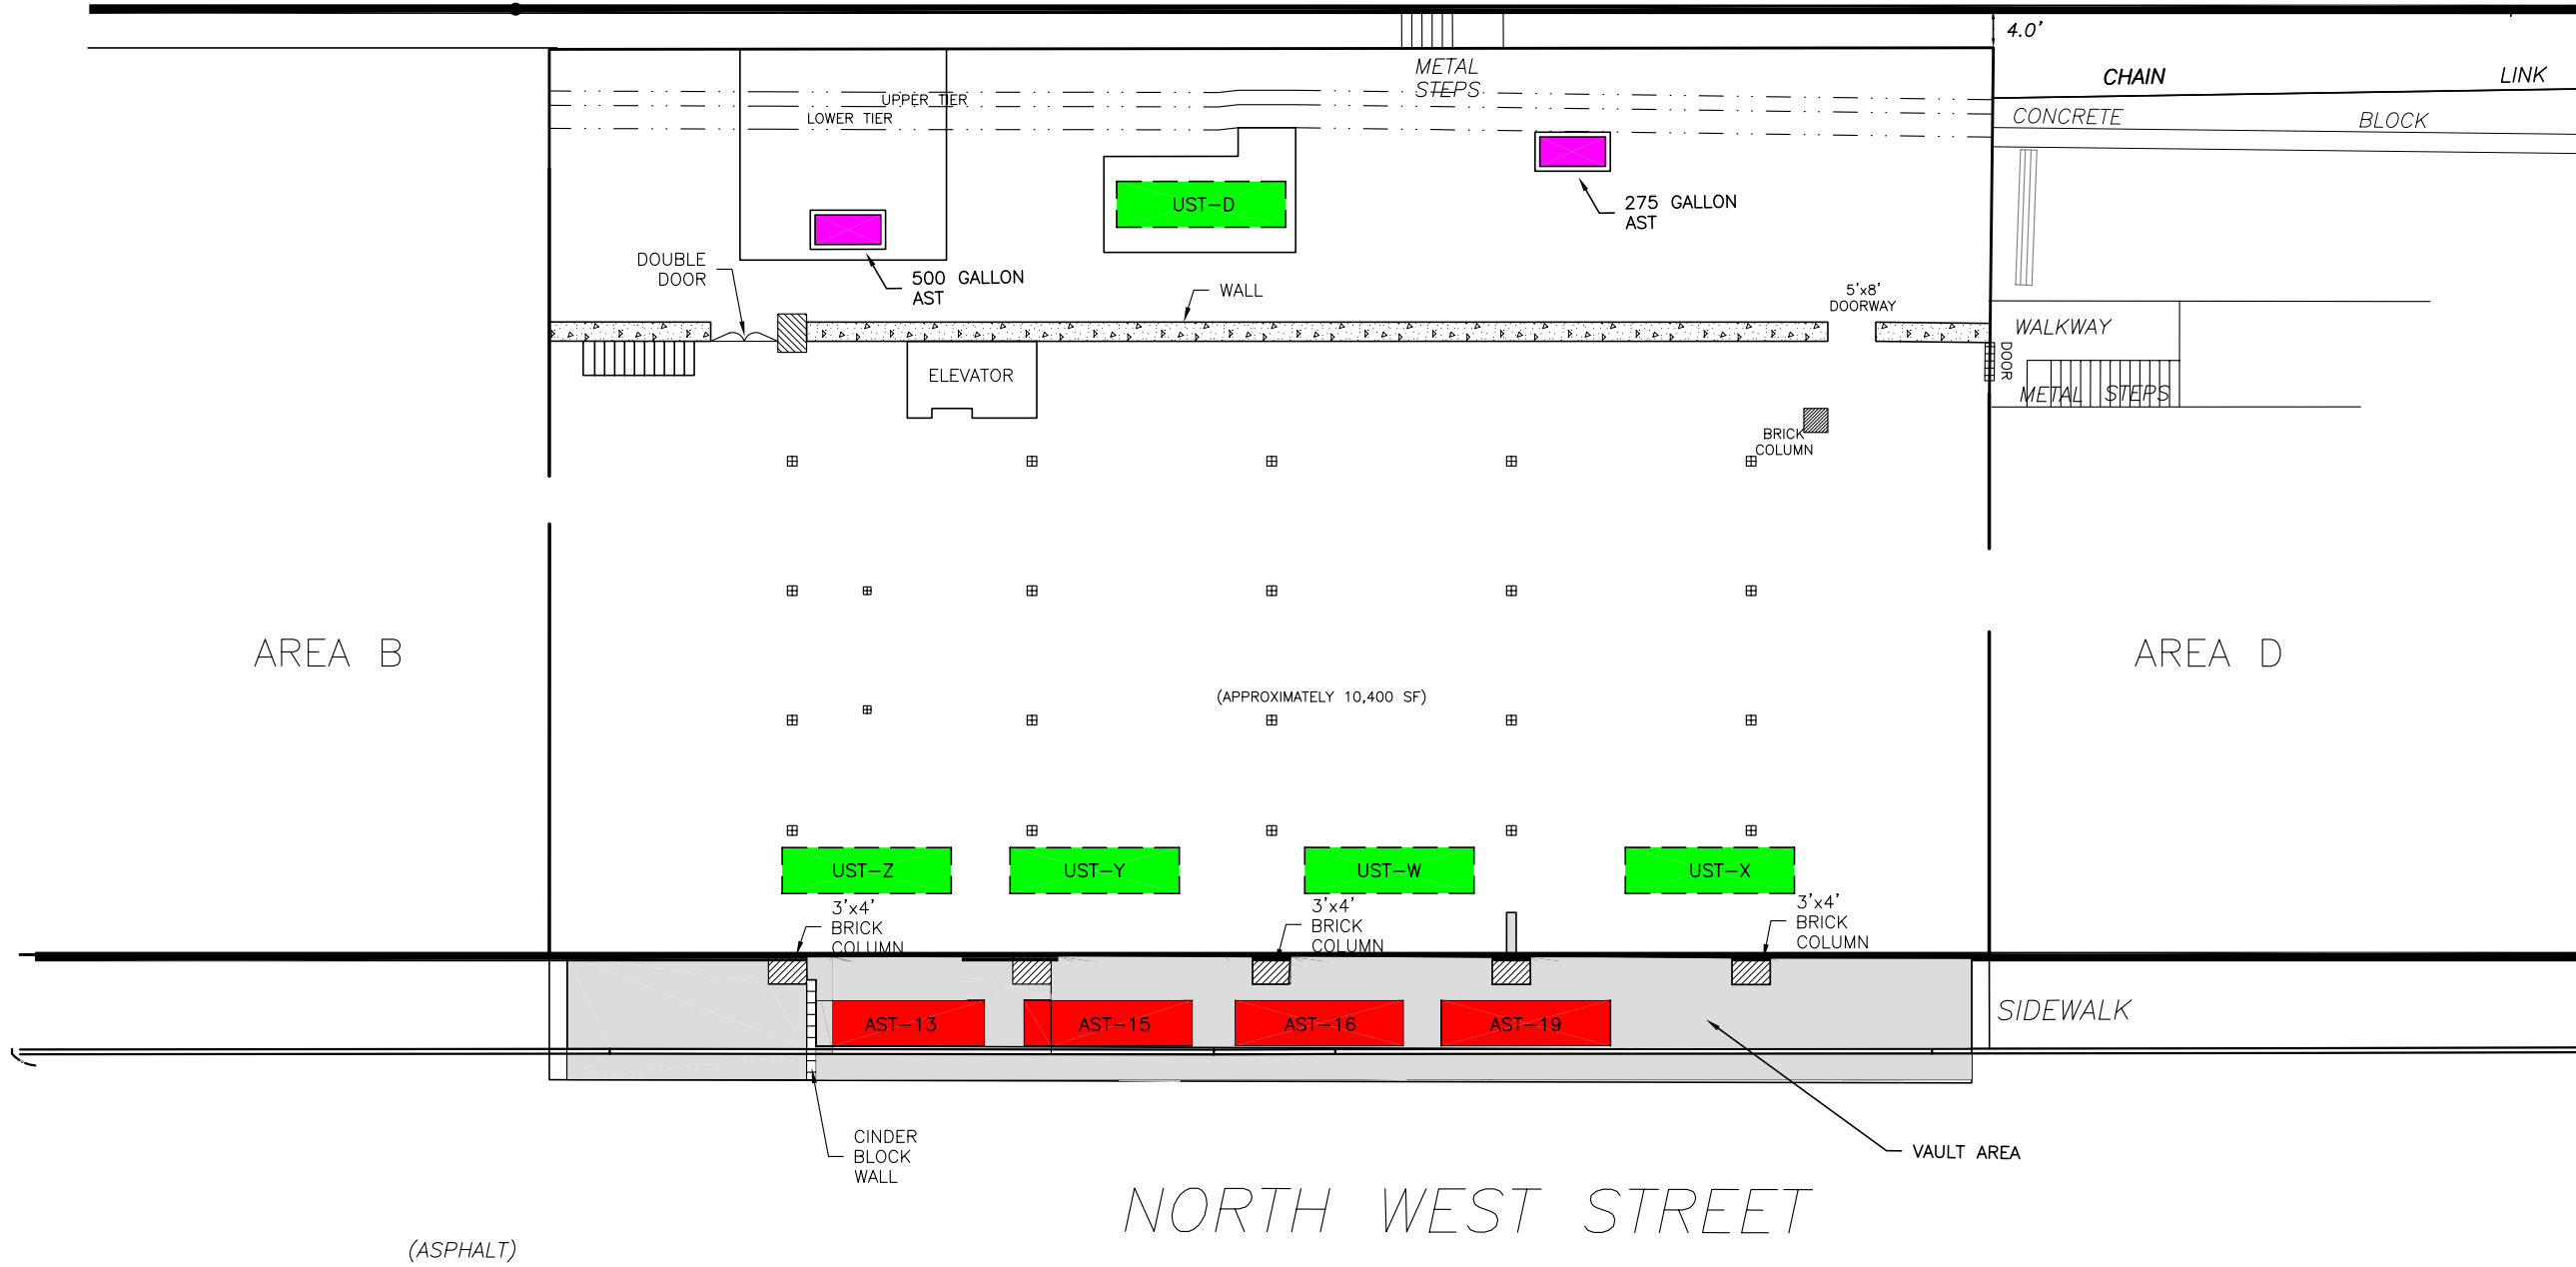 4.0'
METAL
STEPS
CHAIN LINK
UPPER TIER
LOWER TIER
CONCRETE BLOCK
UST-D
275 GALLON
AST
DOUBLE
DOOR
500 GALLON
AST
WALL
5'x8'
DOORWAY
WALKWAY
DOOR
ELEVATOR
METAL STEPS
BRICK
COLUMN
AREA B
AREA D
(APPROXIMATELY 10,400 SF)
UST-Z
UST-Y
UST-W
UST-X
3'x4'
BRICK
COLUMN
3'x4'
BRICK
COLUMN
3'x4'
BRICK
COLUMN
AST-13
AST-15
AST-16
AST-19
SIDEWALK
CINDER
BLOCK
WALL
VAULT AREA
NORTH WEST STREET
(ASPHALT)